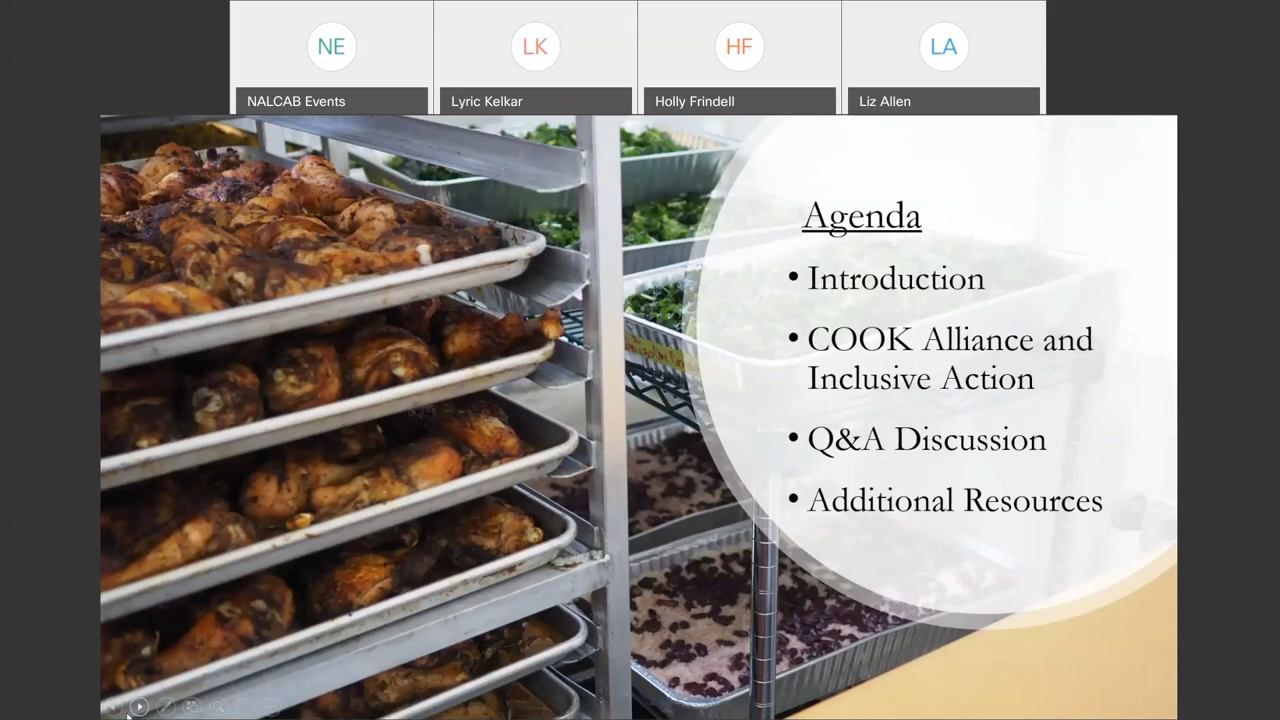 NE
LK
HF
LA
NALCAB Events
Lyric Kelkar
Holly Frindell
Liz Allen
Agenda
• Introduction
• COOK Alliance and
Inclusive Action
• Q&A Discussion
• Additional Resources